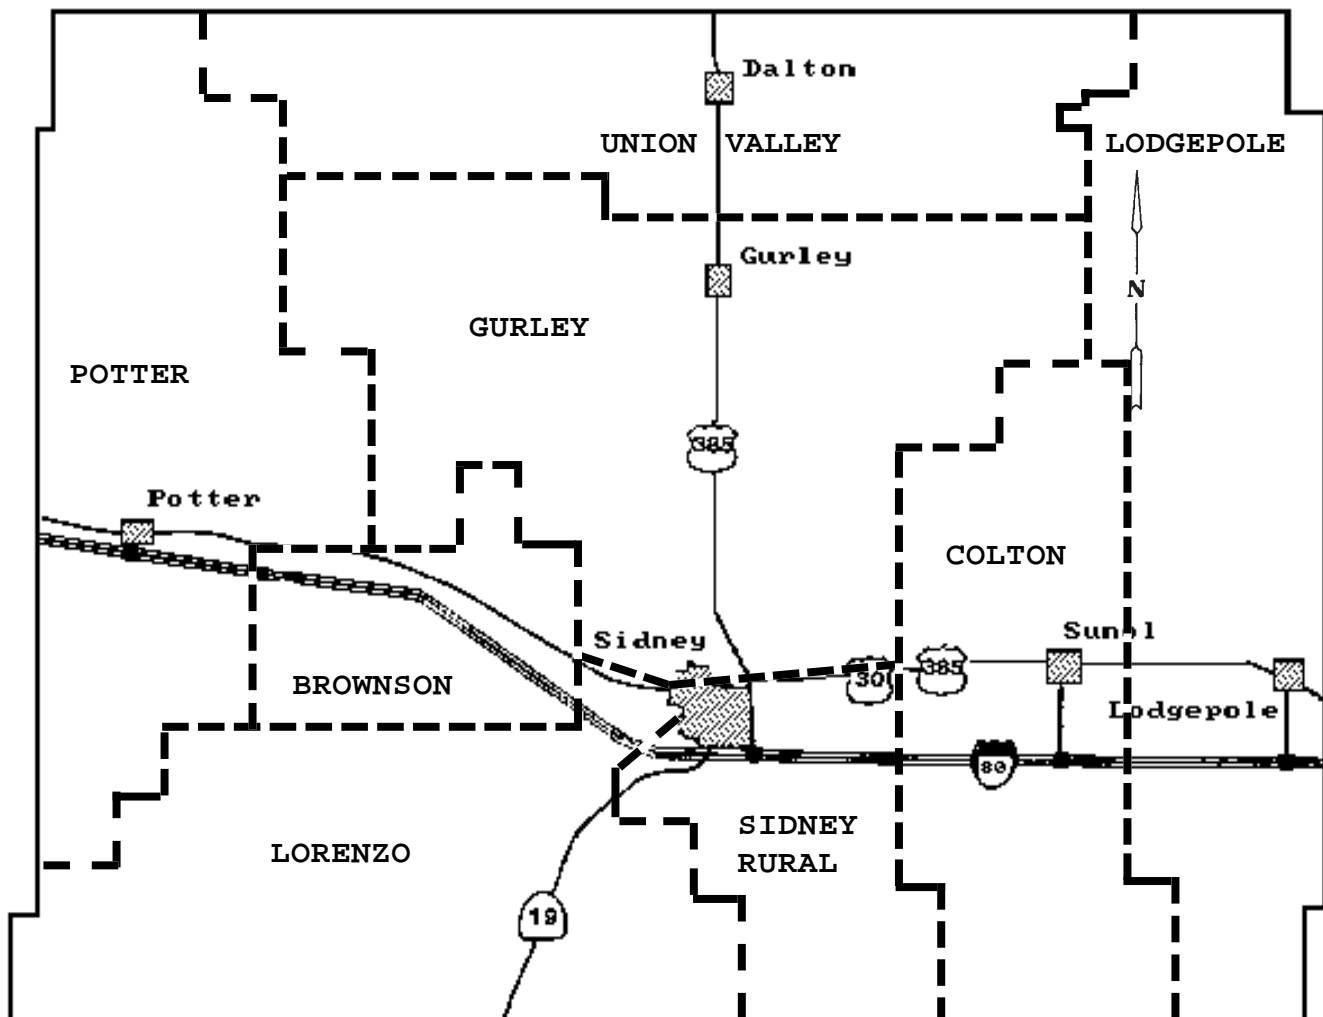 Dalton
UNION VALLEY
LODGEPOLE
Gurley
N
GURLEY
POTTER
385
Potter
COLTON
Sidney
Sunol
30
385
BROWNSON
Lodgepole
80
SIDNEY
RURAL
LORENZO
19